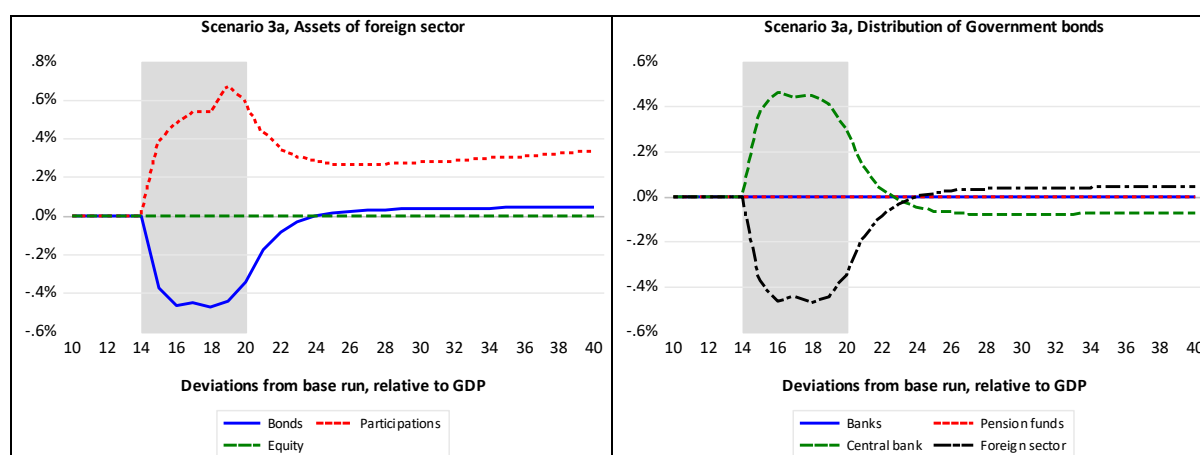 Scenario 3a, Assets of foreign sector
.8%
.6%
.4%
.2%
.0%
-.2%
-.4%
-.6%
10 12 14 16 18 20 22 24 26 28 30 32 34 36 38 40
Deviations from base run, relative to GDP
Bonds Participations
Equity
Scenario 3a, Distribution of Government bonds
.6%
.4%
.2%
.0%
-.2%
-.4%
-.6%
10 12 14 16 18 20 22 24 26 28 30 32 34 36 38 40
Deviations from base run, relative to GDP
Banks Pension funds
Central bank Foreign sector